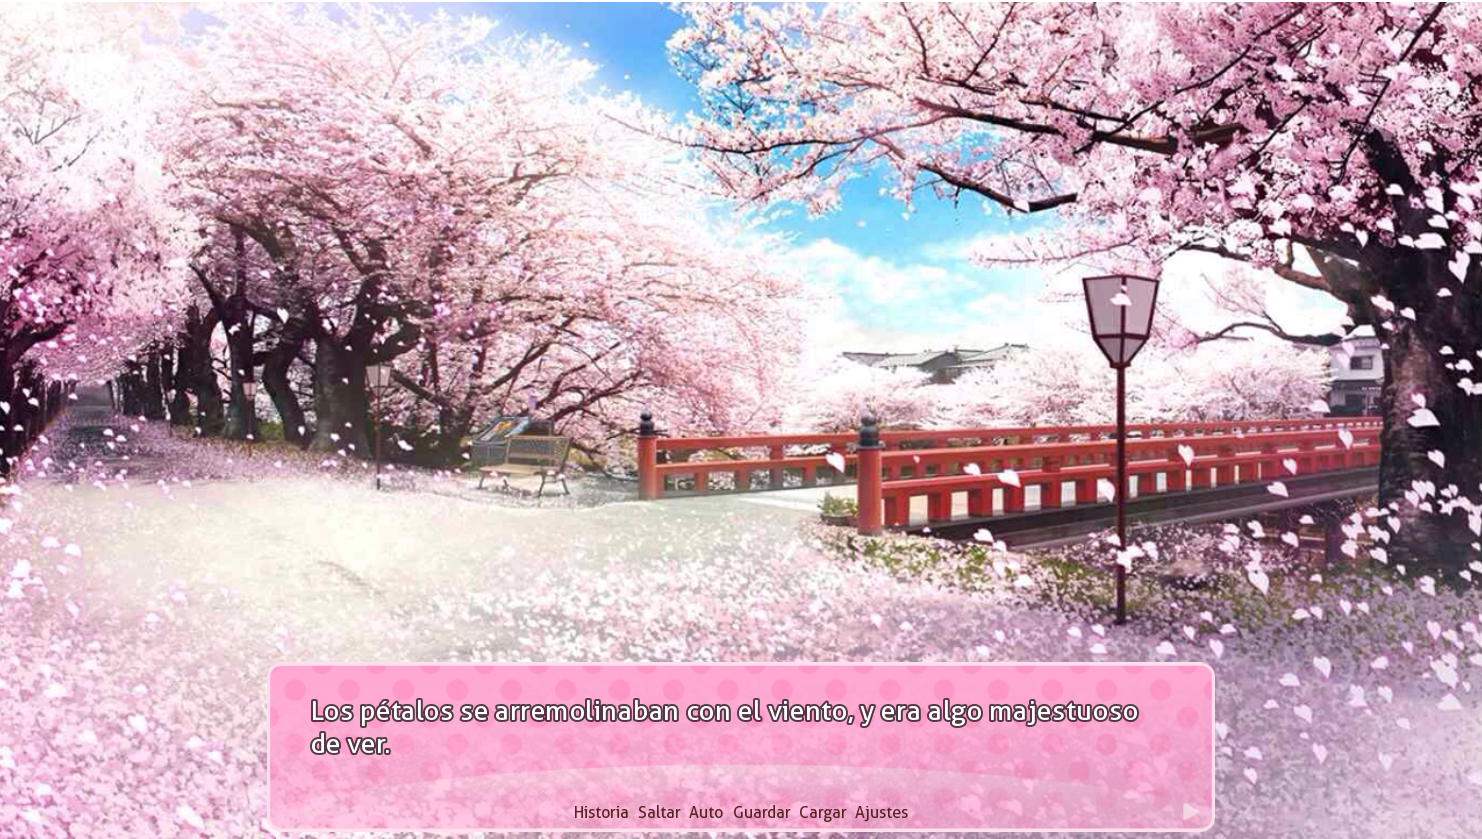 Los pétalos se arremolinaban con el viento, y era algo majestuoso
de ver.
Historia Saltar Auto Guardar Cargar Ajustes